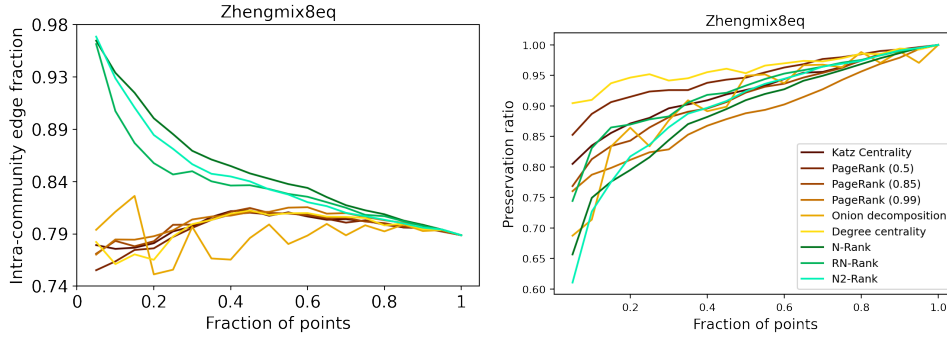 Zhengmix8eq
Intra-community edge fraction
0.98
0.93
0.89
0.84
0.79
0.74
0
0.2
0.4
0.6
0.8
1
Fraction of points
Zhengmix8eq
Preservation ratio
1.00
0.95
0.90
0.85
0.80
0.75
0.70
0.65
0.60
0.2
0.4
0.6
0.8
1.0
Fraction of points
Katz Centrality
PageRank (0.5)
PageRank (0.85)
PageRank (0.99)
Onion decomposition
Degree centrality
N-Rank
RN-Rank
N2-Rank